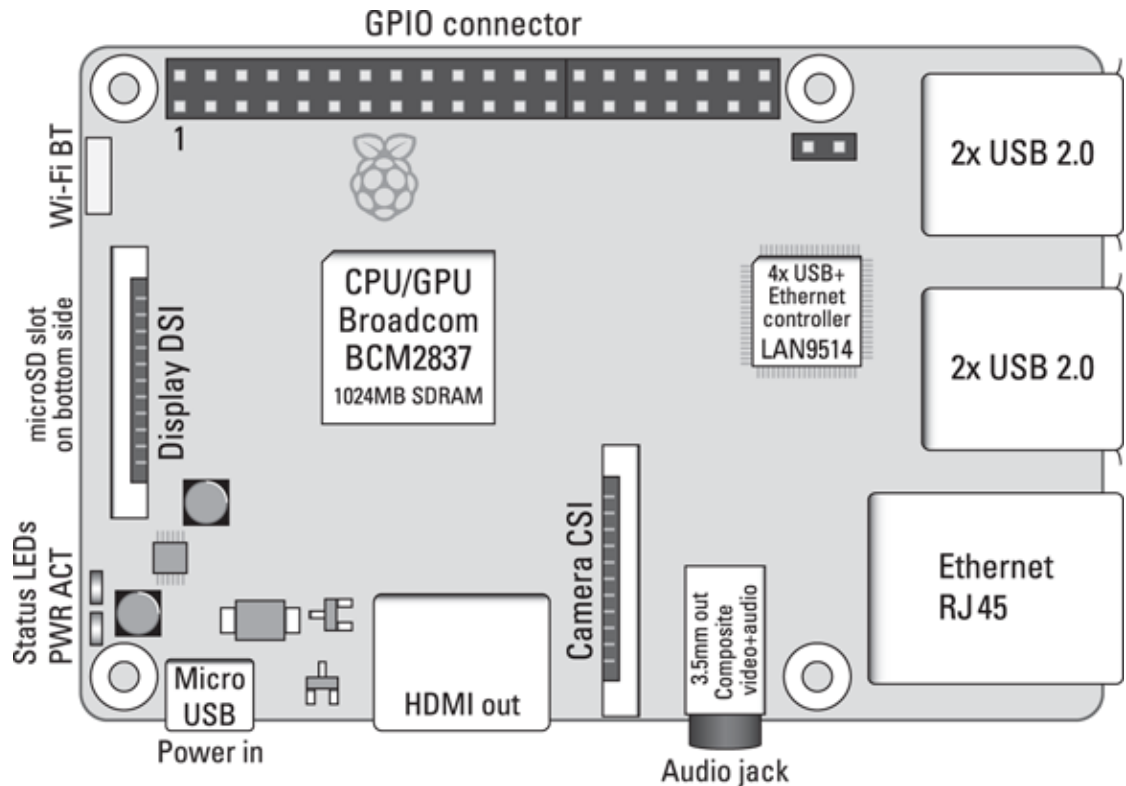 GPIO connector
1
Wi-Fi BT
2x USB 2.0
CPU/GPU
Broadcom
BCM2837
1024MB SDRAM
4x USB+
Ethernet
controller
LAN9514
microSD slot
on bottom side
Display DSI
2x USB 2.0
Status LEDs
PWR ACT
Camera CSI
3.5mm out
Composite
video+audio
Ethernet
RJ45
Micro
USB
HDMI out
Power in
Audio jack